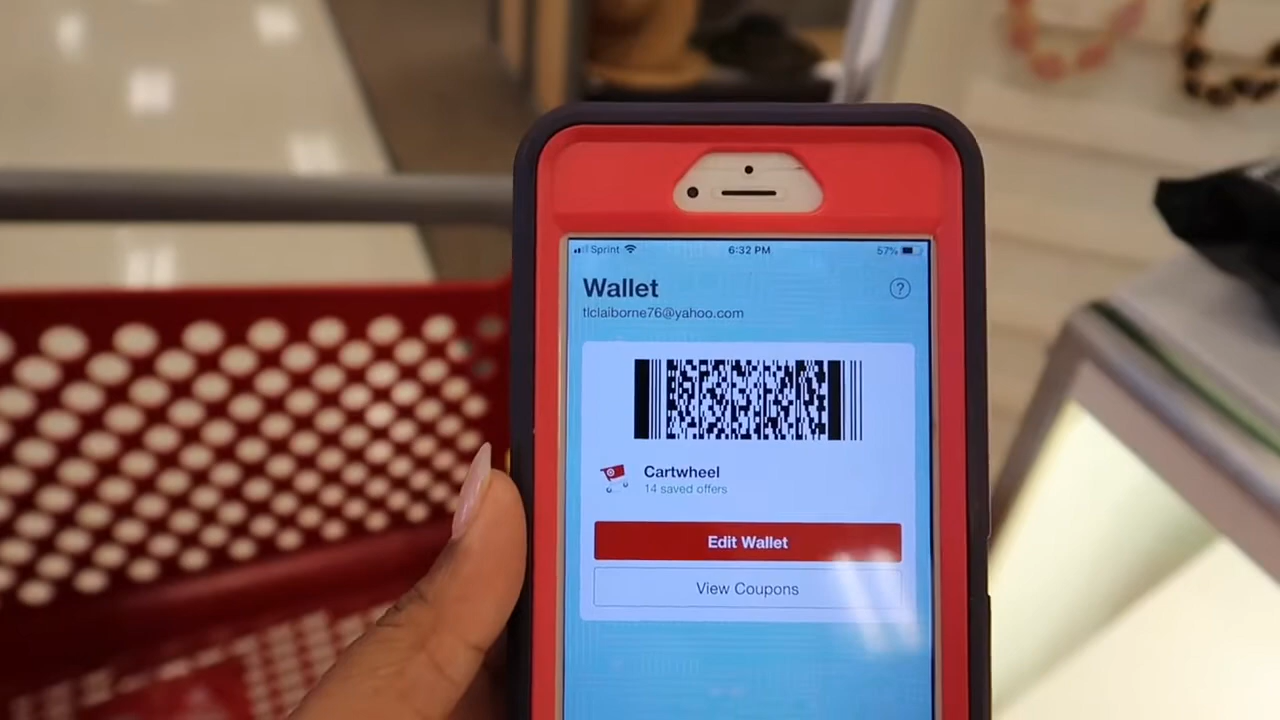 Sprint 6:32 PM 57%
Wallet
?
tlclaiborne76@yahoo.com
Cartwheel
14 saved offers
Edit Wallet
View Coupons